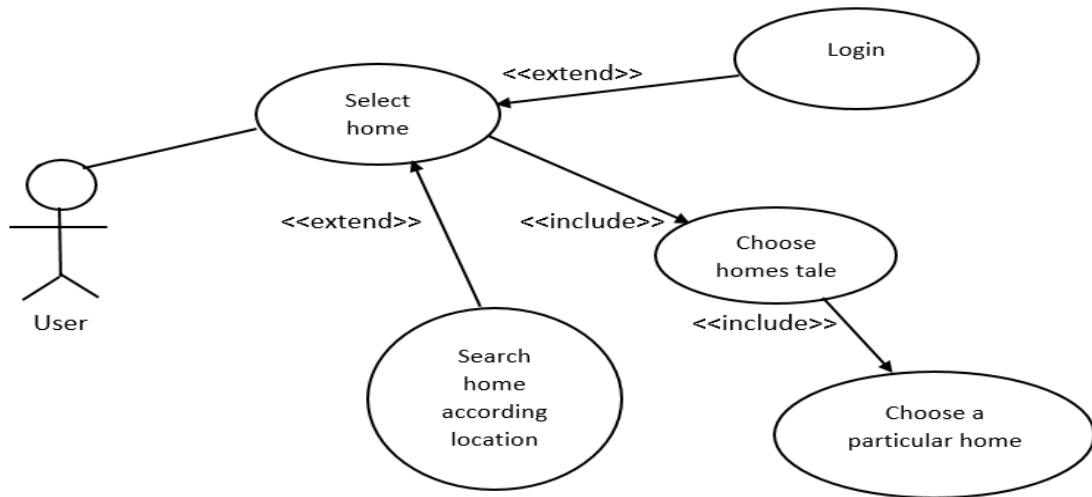 Login
<<extend>>
Select
home
<<extend>>
<<include>>
Choose
homes tale
User
<<include>>
Search
home
according
location
Choose a
particular home